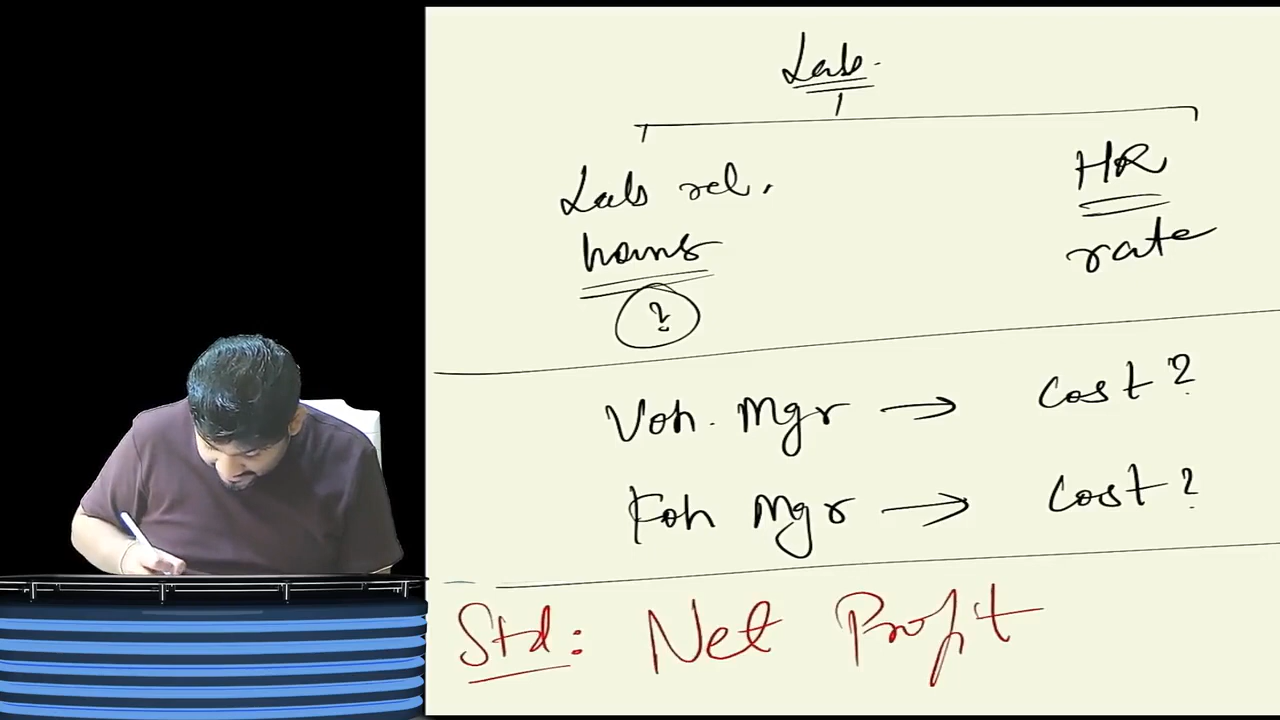 Lab.
Lab rel. HR
hours rate
?
Voh. Mgr → Cost?
Foh Mgr → Cost?
Std: Net Profit